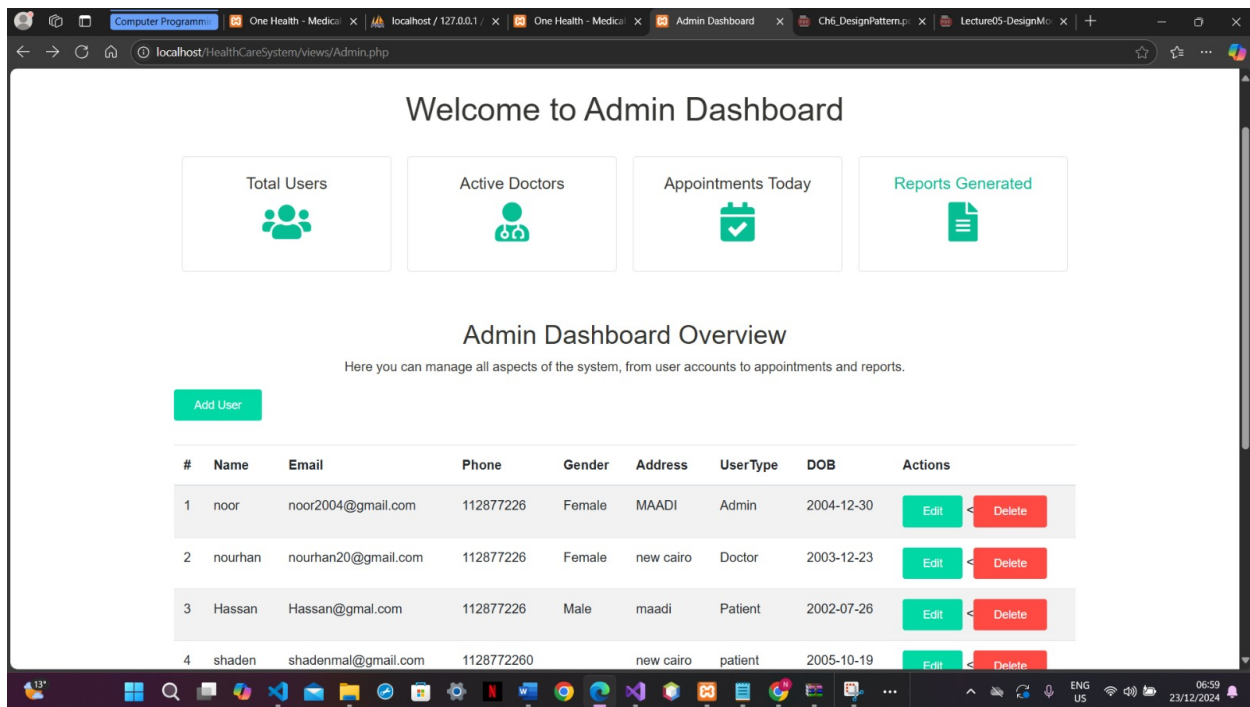 Computer Programmi
One Health - Medical
localhost / 127.0.0.1 /
One Health - Medical
Admin Dashboard
Ch6_DesignPattern.p
Lecture05-DesignMo
localhost/HealthCareSystem/views/Admin.php
Welcome to Admin Dashboard
Total Users Active Doctors Appointments Today Reports Generated
Admin Dashboard Overview
Here you can manage all aspects of the system, from user accounts to appointments and reports.
Add User
# Name Email Phone Gender Address UserType DOB Actions
1 noor noor2004@gmail.com 112877226 Female MAADI Admin 2004-12-30 Edit < Delete
2 nourhan nourhan20@gmail.com 112877226 Female new cairo Doctor 2003-12-23 Edit < Delete
3 Hassan Hassan@gmal.com 112877226 Male maadi Patient 2002-07-26 Edit < Delete
4 shaden shadenmal@gmail.com 1128772260 new cairo patient 2005-10-19 Edit < Delete
13°
ENG
US
06:59
23/12/2024